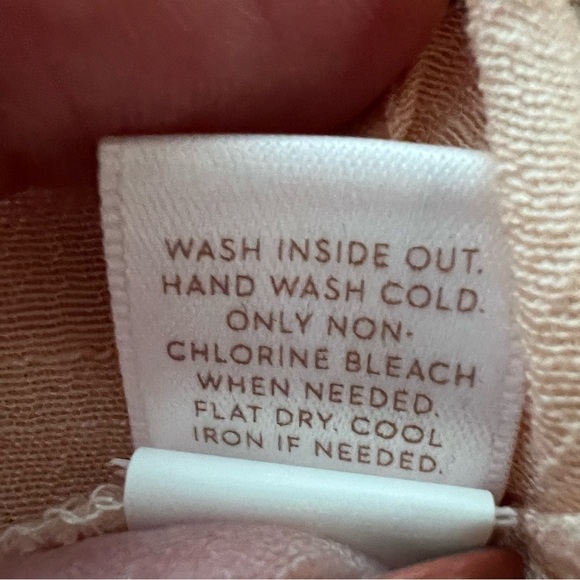 WASH INSIDE OUT.
HAND WASH COLD.
ONLY NON-
CHLORINE BLEACH
WHEN NEEDED.
FLAT DRY. COOL
IRON IF NEEDED.